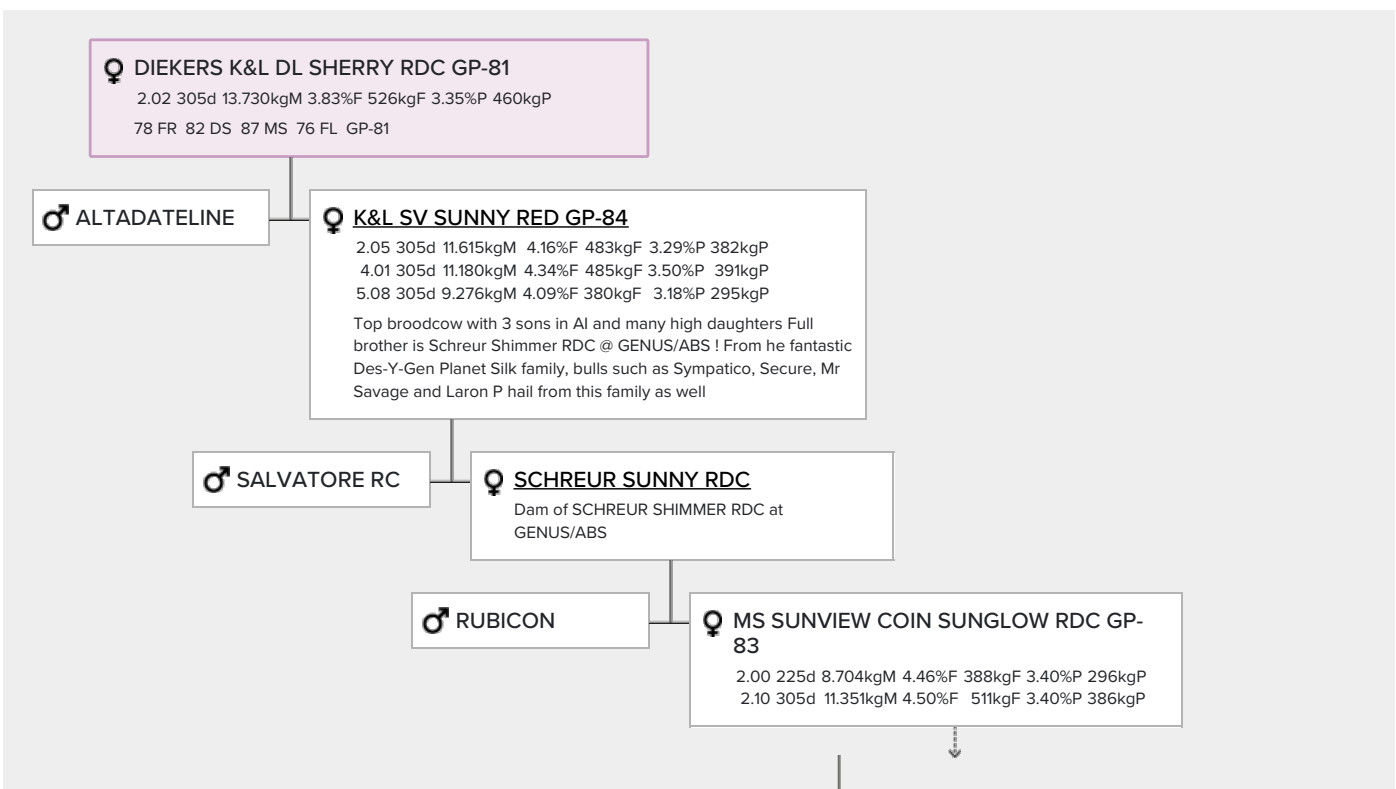 DIEKERS K&L DL SHERRY RDC GP-81
2.02 305d 13.730kgM 3.83%F 526kgF 3.35%P 460kgP
78 FR 82 DS 87 MS 76 FL GP-81
ALTADATELINE
K&L SV SUNNY RED GP-84
2.05 305d 11.615kgM 4.16%F 483kgF 3.29%P 382kgP
4.01 305d 11.180kgM 4.34%F 485kgF 3.50%P 391kgP
5.08 305d 9.276kgM 4.09%F 380kgF 3.18%P 295kgP
Top broodcow with 3 sons in AI and many high daughters Full
brother is Schreur Shimmer RDC @ GENUS/ABS ! From he fantastic
Des-Y-Gen Planet Silk family, bulls such as Sympatico, Secure, Mr
Savage and Laron P hail from this family as well
SALVATORE RC
SCHREUR SUNNY RDC
Dam of SCHREUR SHIMMER RDC at
GENUS/ABS
RUBICON
MS SUNVIEW COIN SUNGLOW RDC GP-
83
2.00 225d 8.704kgM 4.46%F 388kgF 3.40%P 296kgP
2.10 305d 11.351kgM 4.50%F 511kgF 3.40%P 386kgP